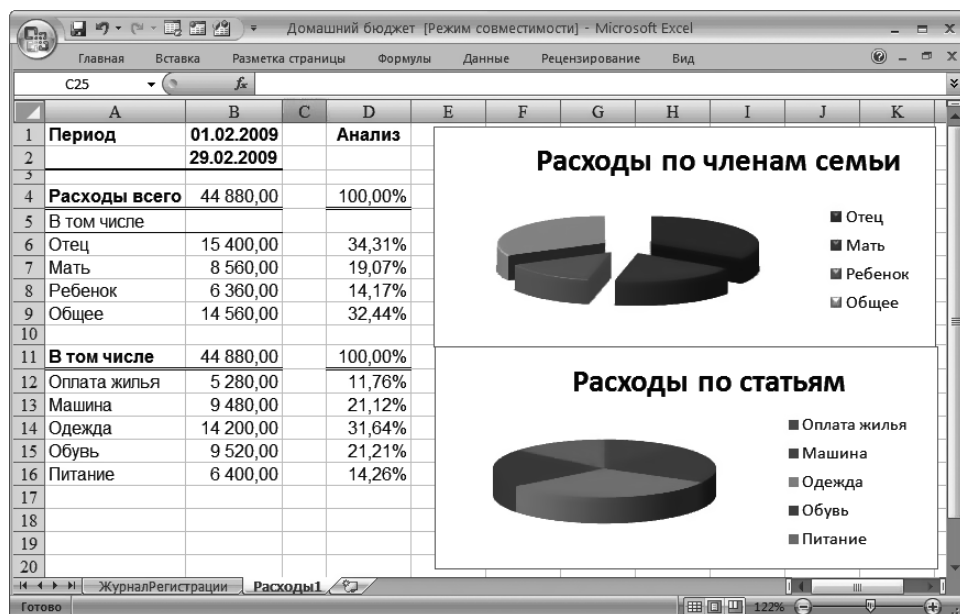 Домашний бюджет [Режим совместимости] - Microsoft Excel
Главная Вставка Разметка страницы Формулы Данные Рецензирование Вид
C25 fx
A B C D E F G H I J K
1 Период 01.02.2009 Анализ
2 29.02.2009
3
4 Расходы всего 44 880,00 100,00%
5 В том числе
6 Отец 15 400,00 34,31%
7 Мать 8 560,00 19,07%
8 Ребенок 6 360,00 14,17%
9 Общее 14 560,00 32,44%
10
11 В том числе 44 880,00 100,00%
12 Оплата жилья 5 280,00 11,76%
13 Машина 9 480,00 21,12%
14 Одежда 14 200,00 31,64%
15 Обувь 9 520,00 21,21%
16 Питание 6 400,00 14,26%
17
18
19
20
Расходы по членам семьи
Отец
Мать
Ребенок
Общее
Расходы по статьям
Оплата жилья
Машина
Одежда
Обувь
Питание
ЖурналРегистрации Расходы1
Готово 122%